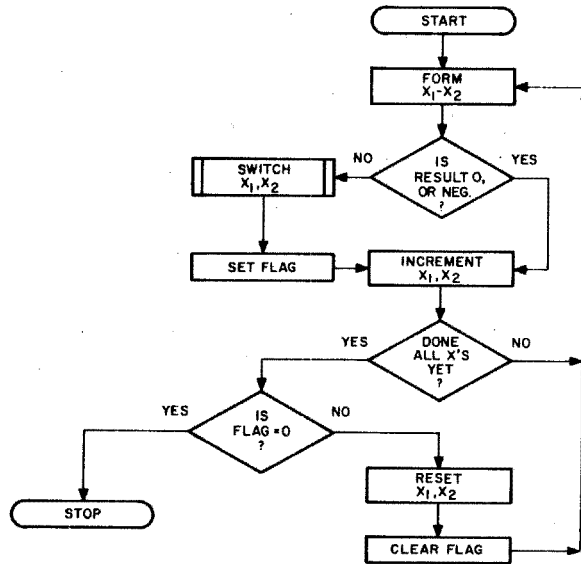 START
FORM
X₁-X₂
IS
RESULT 0,
OR NEG.
?
NO
YES
SWITCH
X₁,X₂
SET FLAG
INCREMENT
X₁,X₂
DONE
ALL X'S
YET
?
YES
NO
IS
FLAG=0
?
YES
NO
RESET
X₁,X₂
STOP
CLEAR FLAG